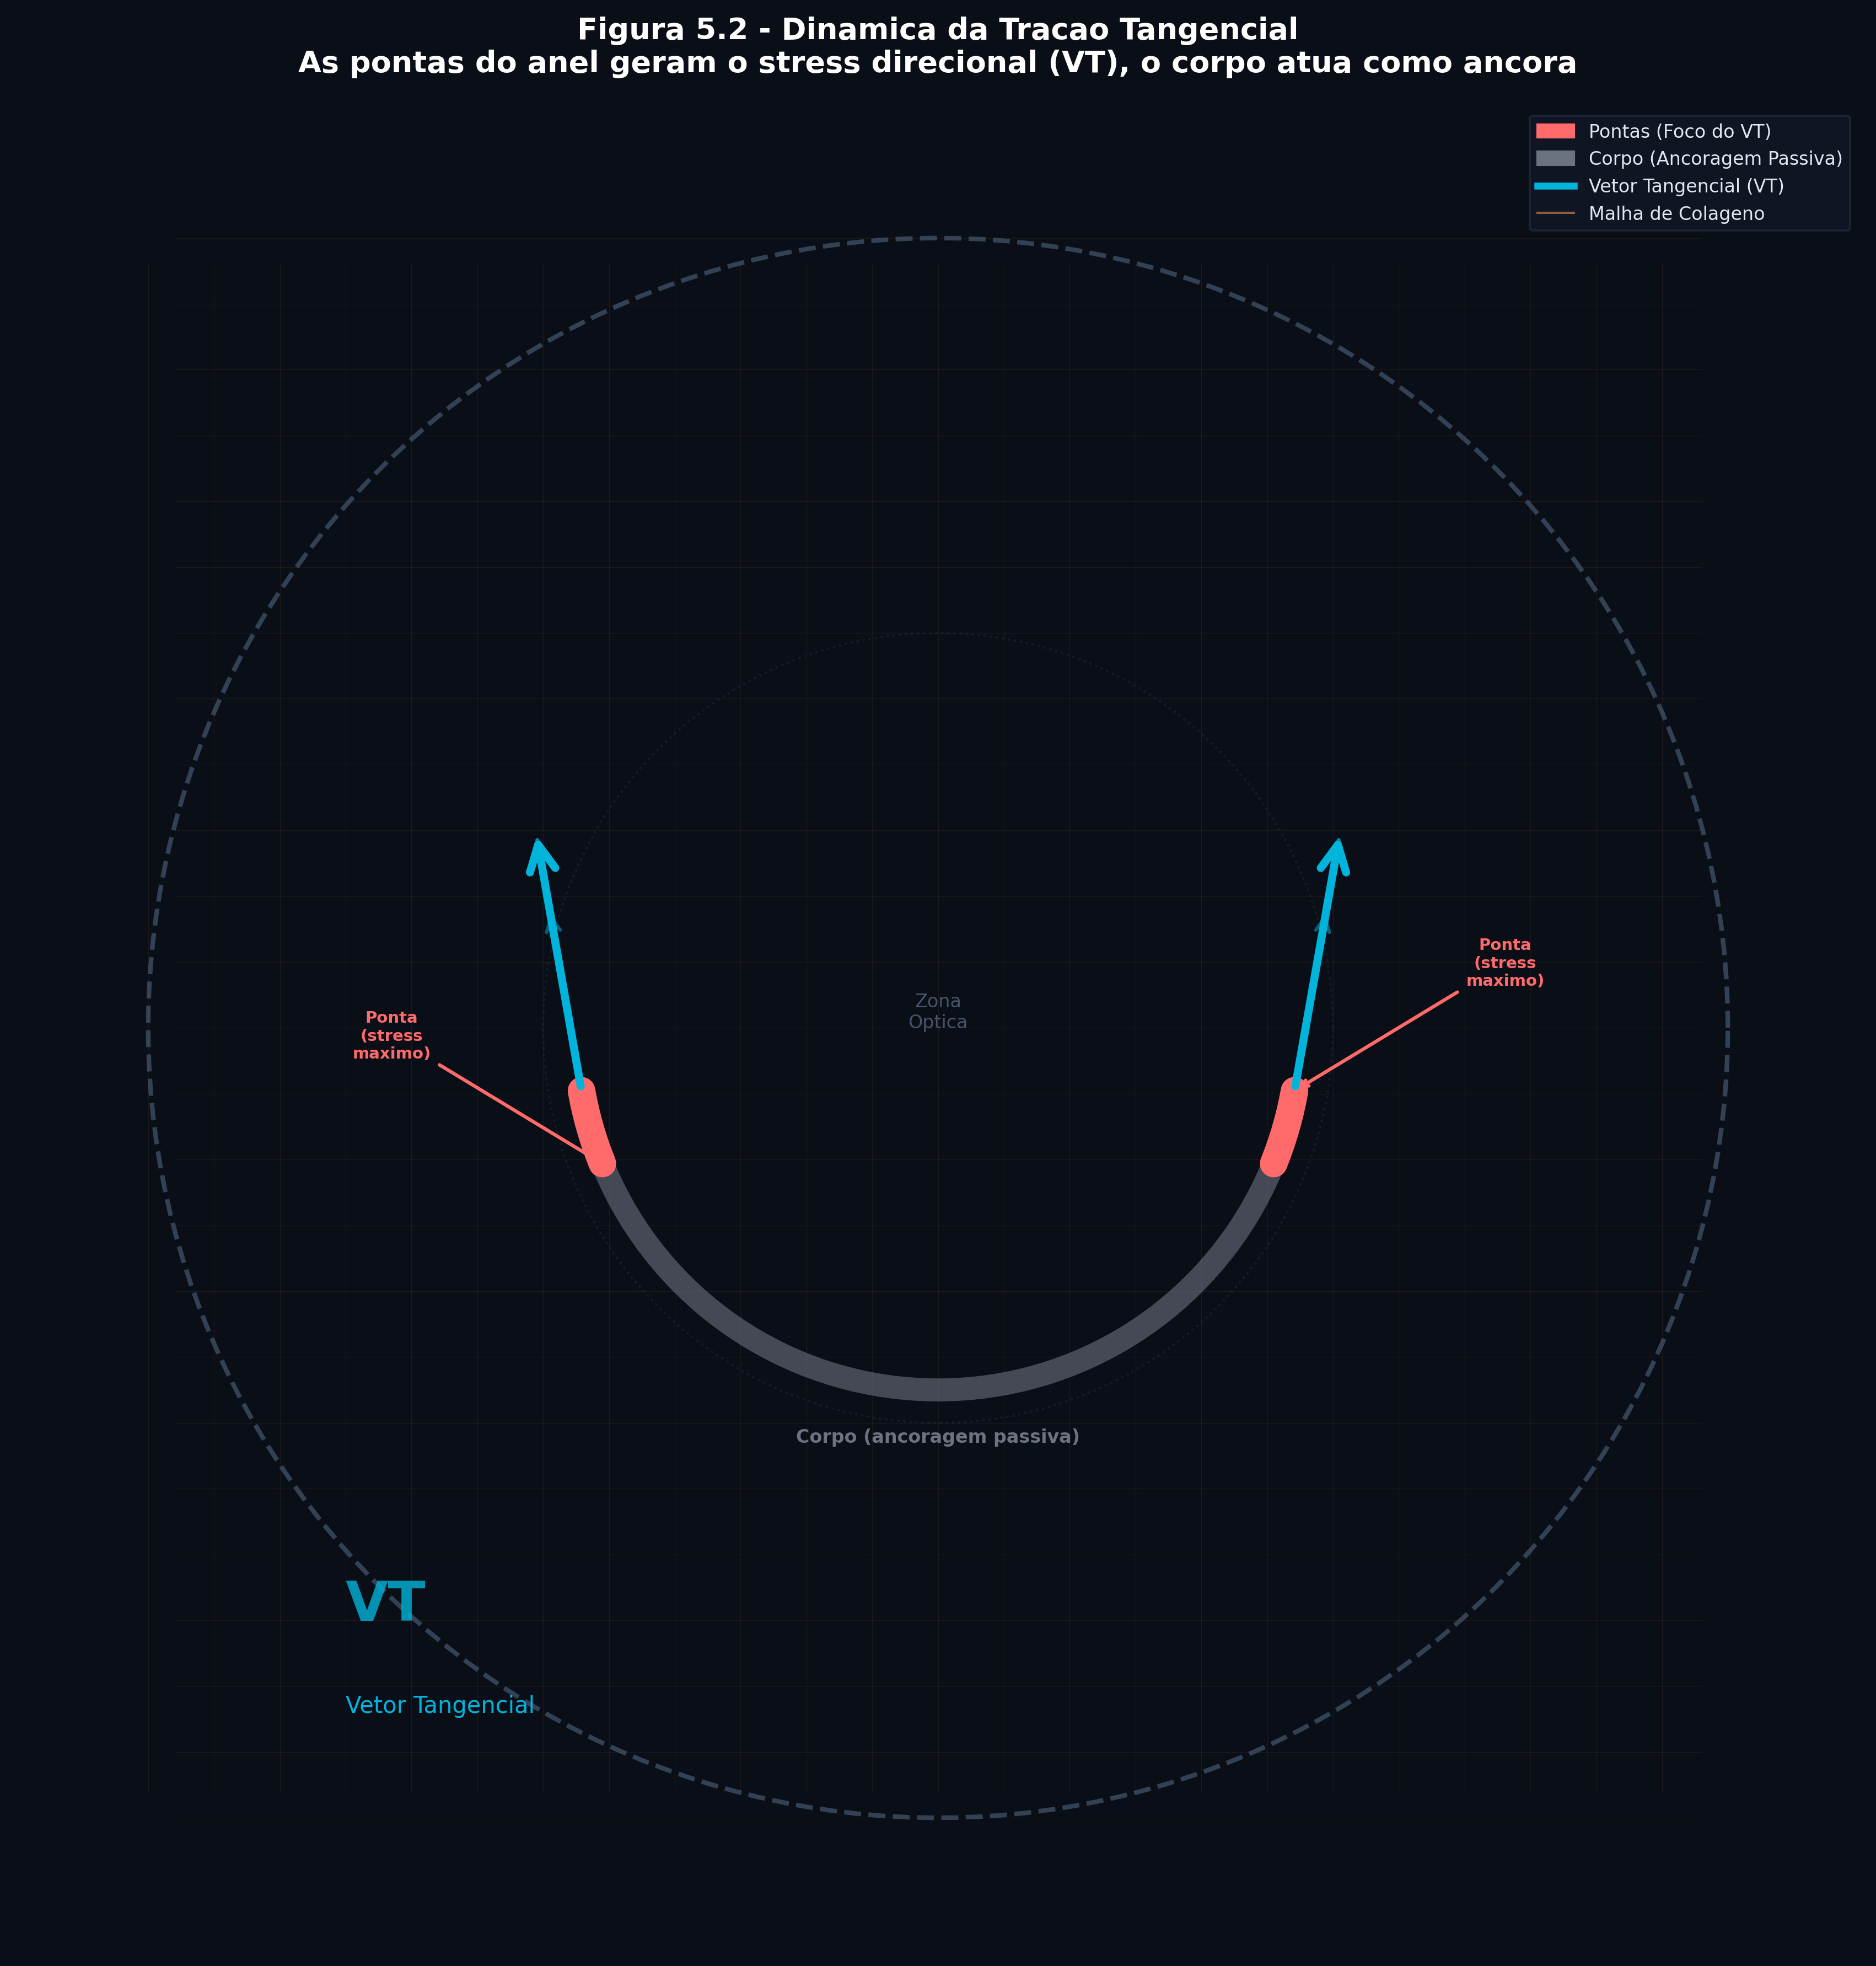 Figura 5.2 - Dinamica da Tracao Tangencial
As pontas do anel geram o stress direcional (VT), o corpo atua como ancora
Pontas (Foco do VT)
Corpo (Ancoragem Passiva)
Vetor Tangencial (VT)
Malha de Colageno
Ponta
(stress
maximo)
Zona
Optica
Ponta
(stress
maximo)
Corpo (ancoragem passiva)
VT
Vetor Tangencial